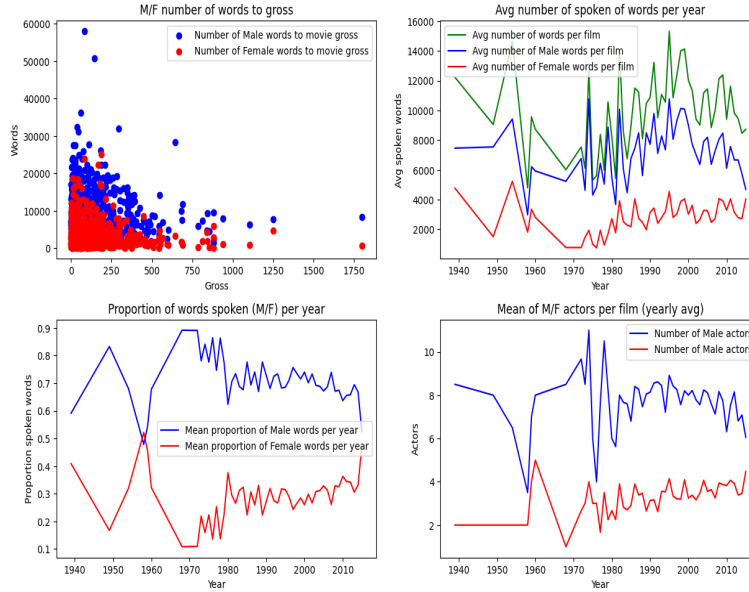 M/F number of words to gross
Number of Male words to movie gross
Number of Female words to movie gross
Words
60000
50000
40000
30000
20000
10000
0
0 250 500 750 1000 1250 1500 1750
Gross
Avg number of spoken of words per year
Avg number of words per film
Avg number of Male words per film
Avg number of Female words per film
Avg spoken words
16000
14000
12000
10000
8000
6000
4000
2000
1940 1950 1960 1970 1980 1990 2000 2010
Year
Proportion of words spoken (M/F) per year
Mean proportion of Male words per year
Mean proportion of Female words per year
Proportion spoken words
0.9
0.8
0.7
0.6
0.5
0.4
0.3
0.2
0.1
1940 1950 1960 1970 1980 1990 2000 2010
Year
Mean of M/F actors per film (yearly avg)
Number of Male actors
Number of Male actors
Actors
10
8
6
4
2
1940 1950 1960 1970 1980 1990 2000 2010
Year